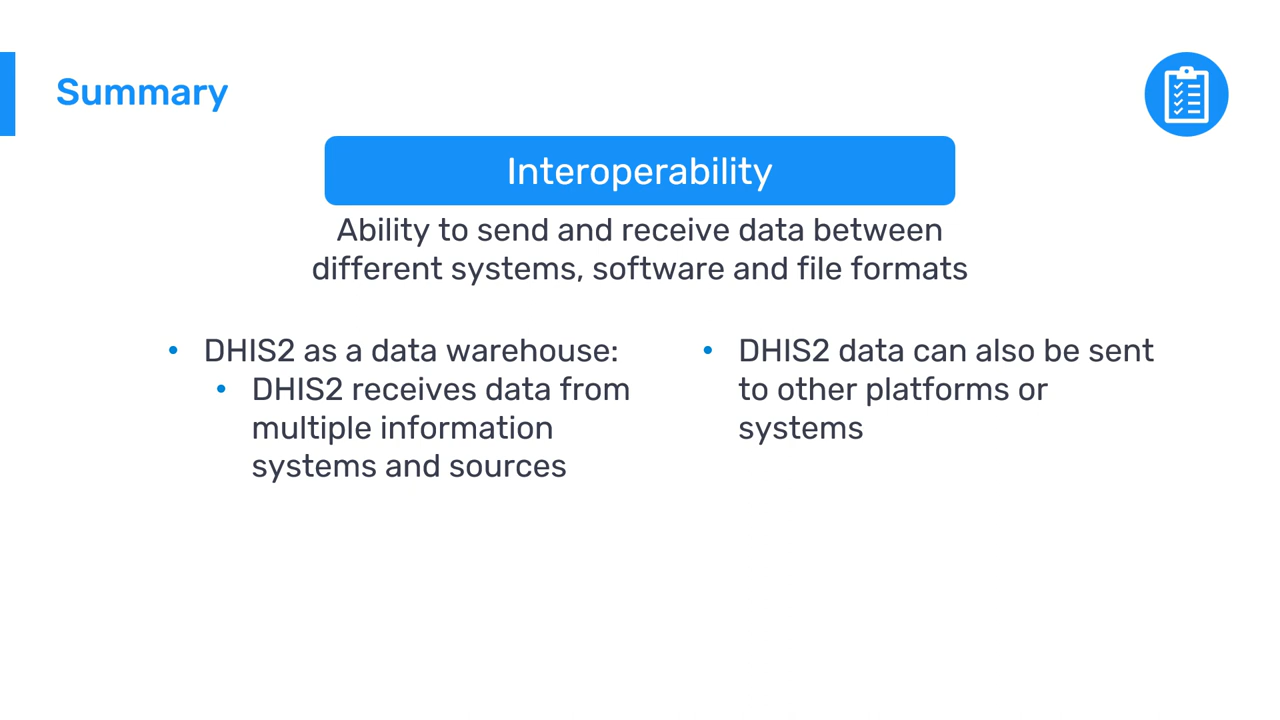 Summary
Interoperability
Ability to send and receive data between
different systems, software and file formats
• DHIS2 as a data warehouse:
• DHIS2 receives data from
multiple information
systems and sources
• DHIS2 data can also be sent
to other platforms or
systems